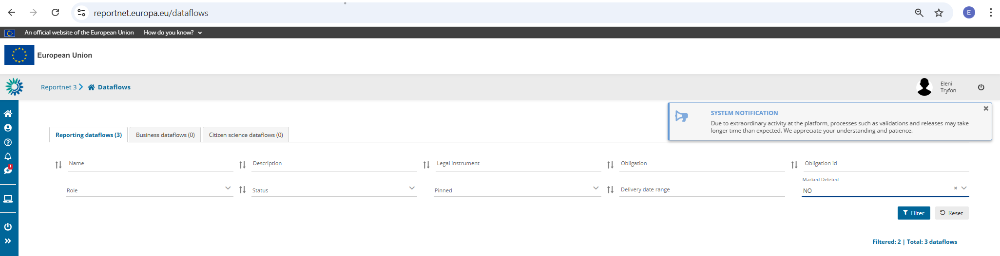 reportnet.europa.eu/dataflows
E
An official website of the European Union How do you know?
European Union
Reportnet 3 Dataflows
Eleni
Tryfon
SYSTEM NOTIFICATION
Due to extraordinary activity at the platform, processes such as validations and releases may take
longer time than expected. We appreciate your understanding and patience.
Reporting dataflows (3) Business dataflows (0) Citizen science dataflows (0)
Name Description Legal instrument Obligation Obligation id
Marked Deleted
Role Status Pinned Delivery date range NO
Filter Reset
Filtered: 2 | Total: 3 dataflows